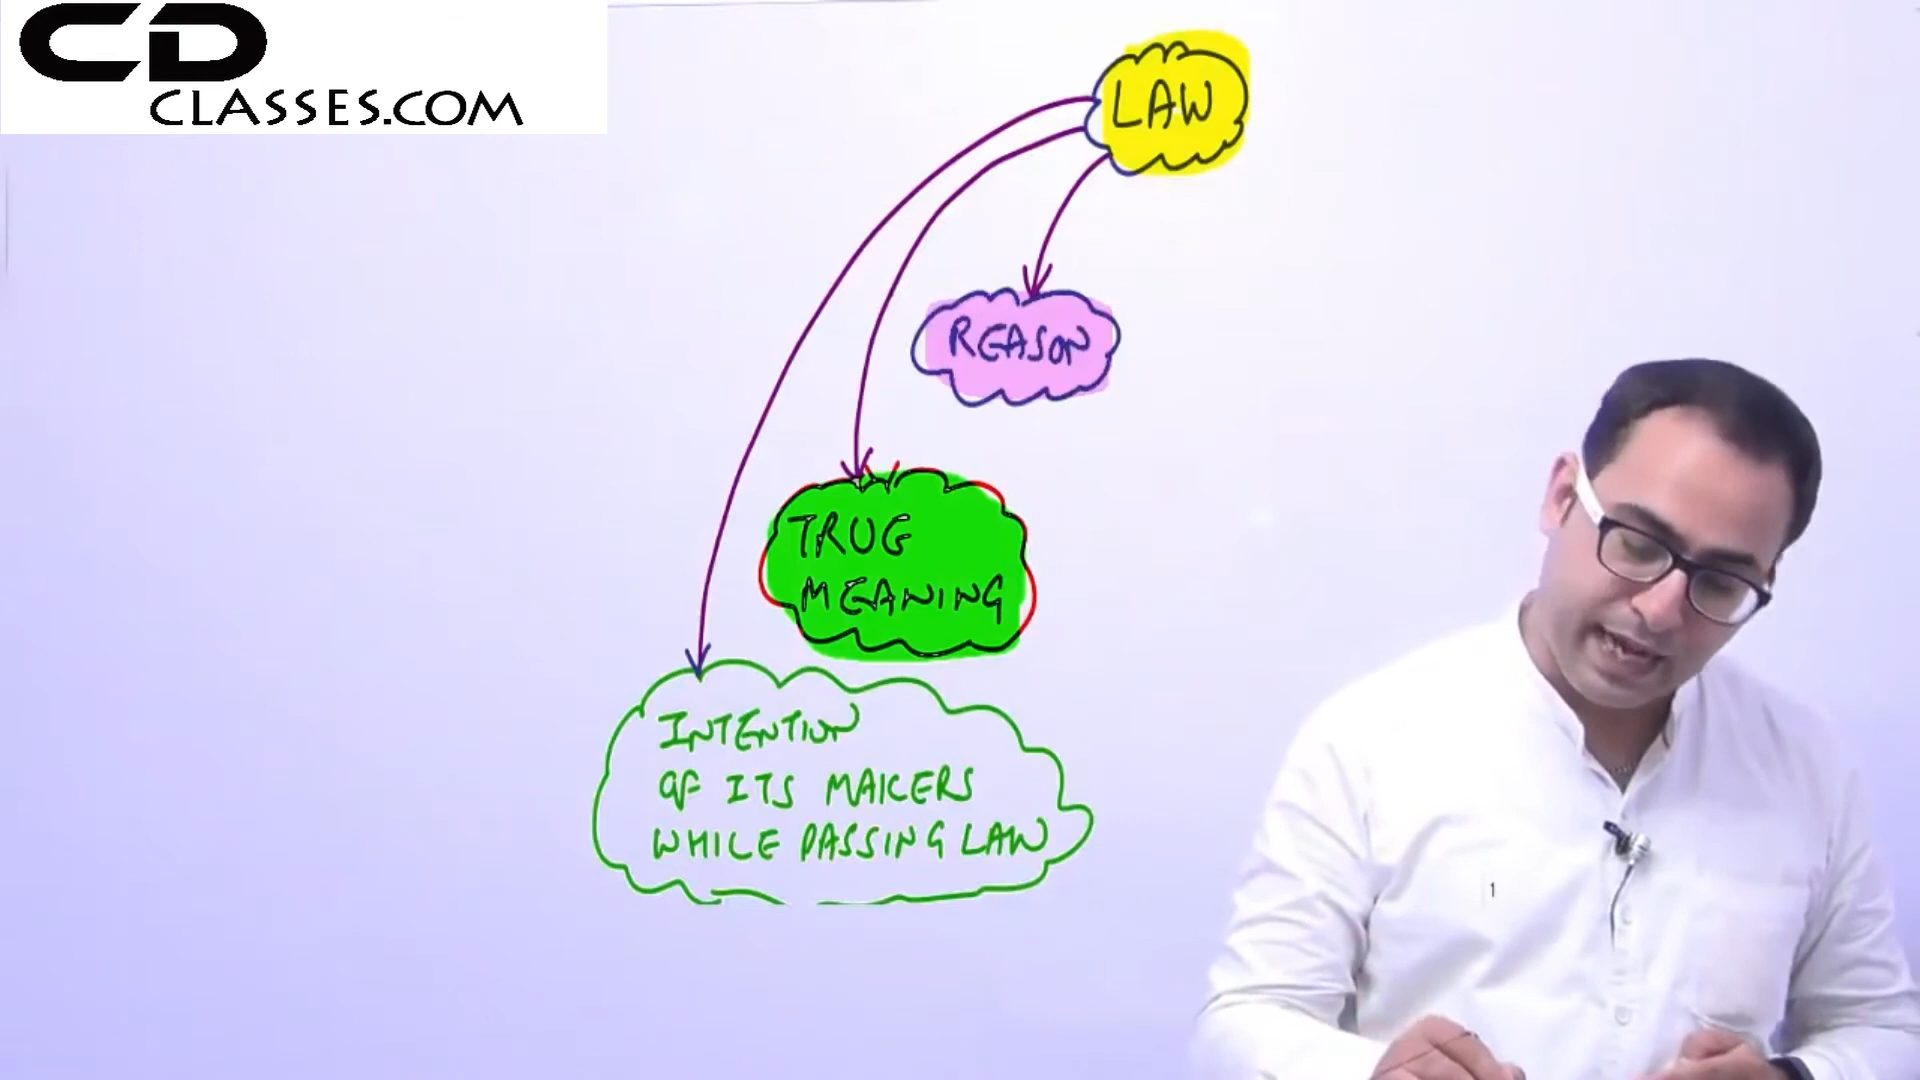 CD
CLASSES.COM
LAW
REASON
TRUE
MEANING
INTENTION
OF ITS MAKERS
WHILE PASSING LAW